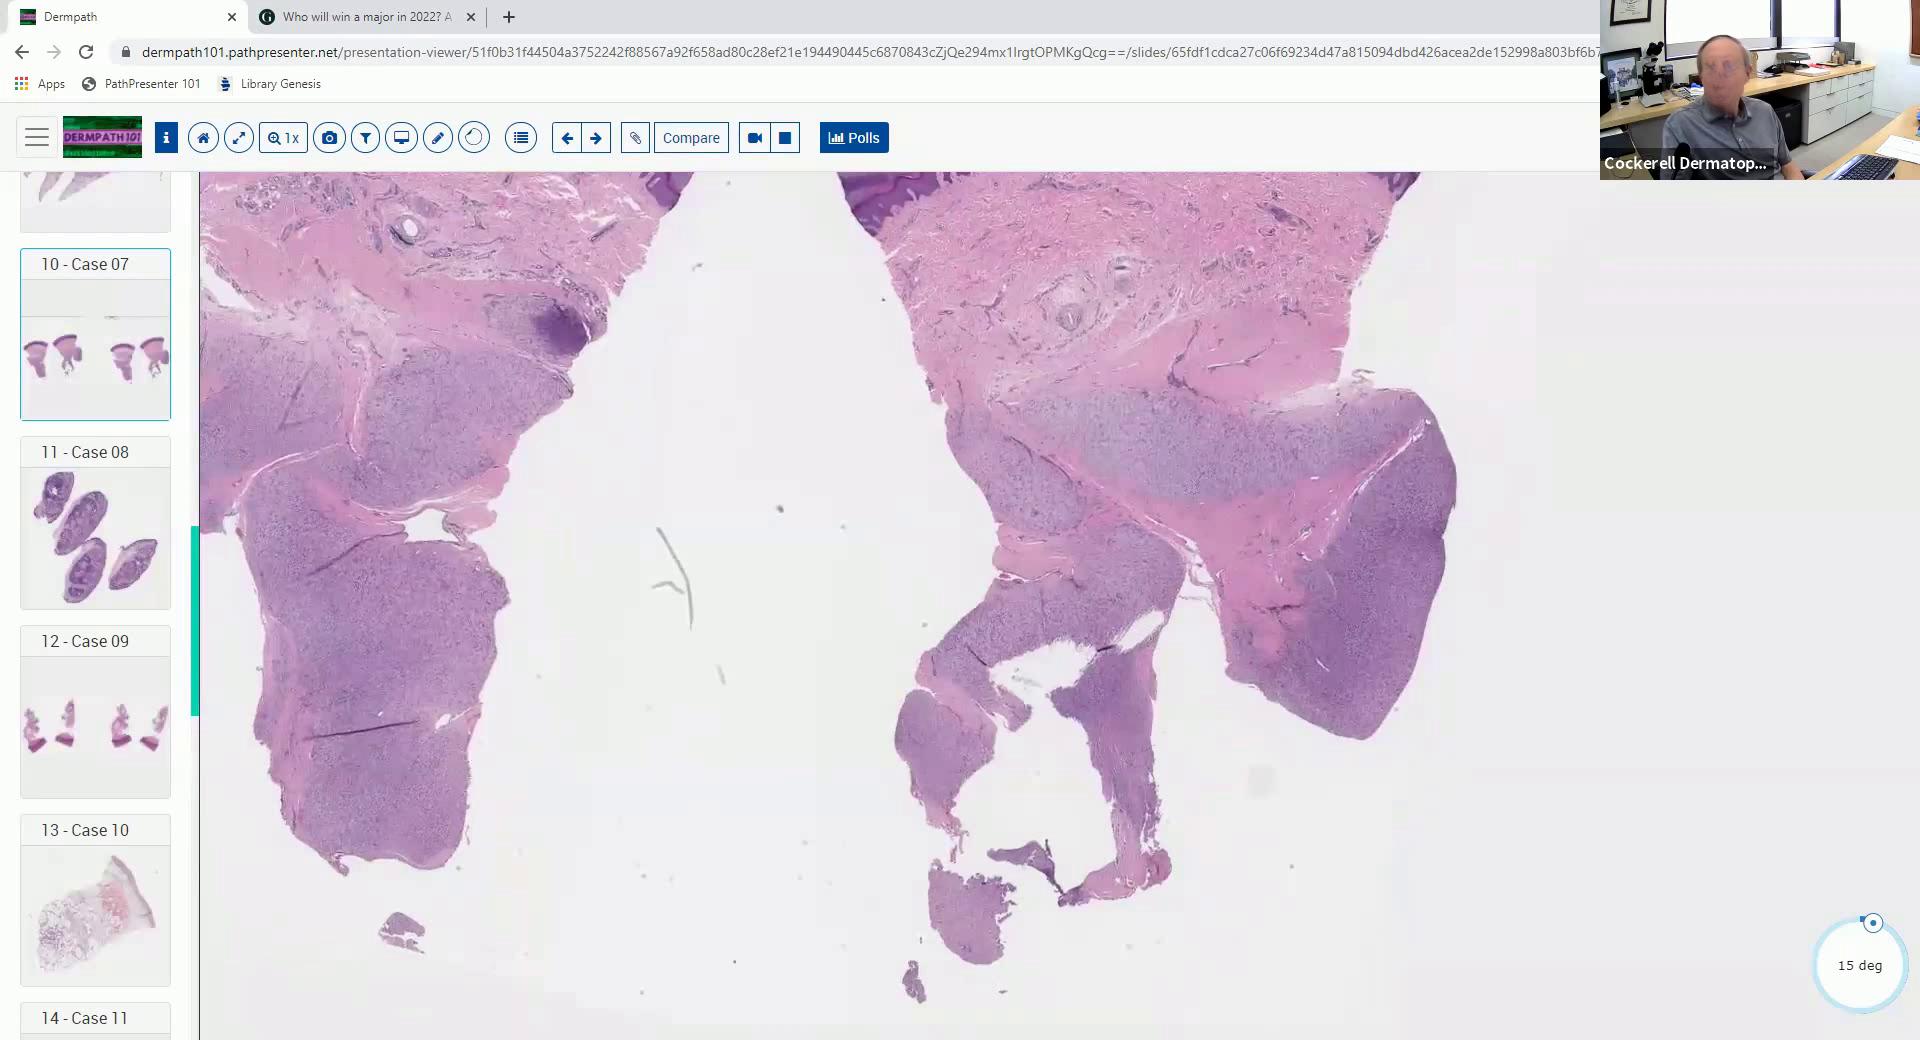 Dermpath
Who will win a major in 2022? A
dermpath101.pathpresenter.net/presentation-viewer/51f0b31f44504a3752242f88567a92f658ad80c28ef21e194490445c6870843cZjQe294mx1IrgtOPMKgQcg==/slides/65fdf1cdca27c06f69234d47a815094dbd426acea2de152998a803bf6b7
Apps
PathPresenter 101
Library Genesis
DERMPATH 101
1x
Compare
Polls
Cockerell Dermatop...
10 - Case 07
11 - Case 08
12 - Case 09
13 - Case 10
14 - Case 11
15 deg